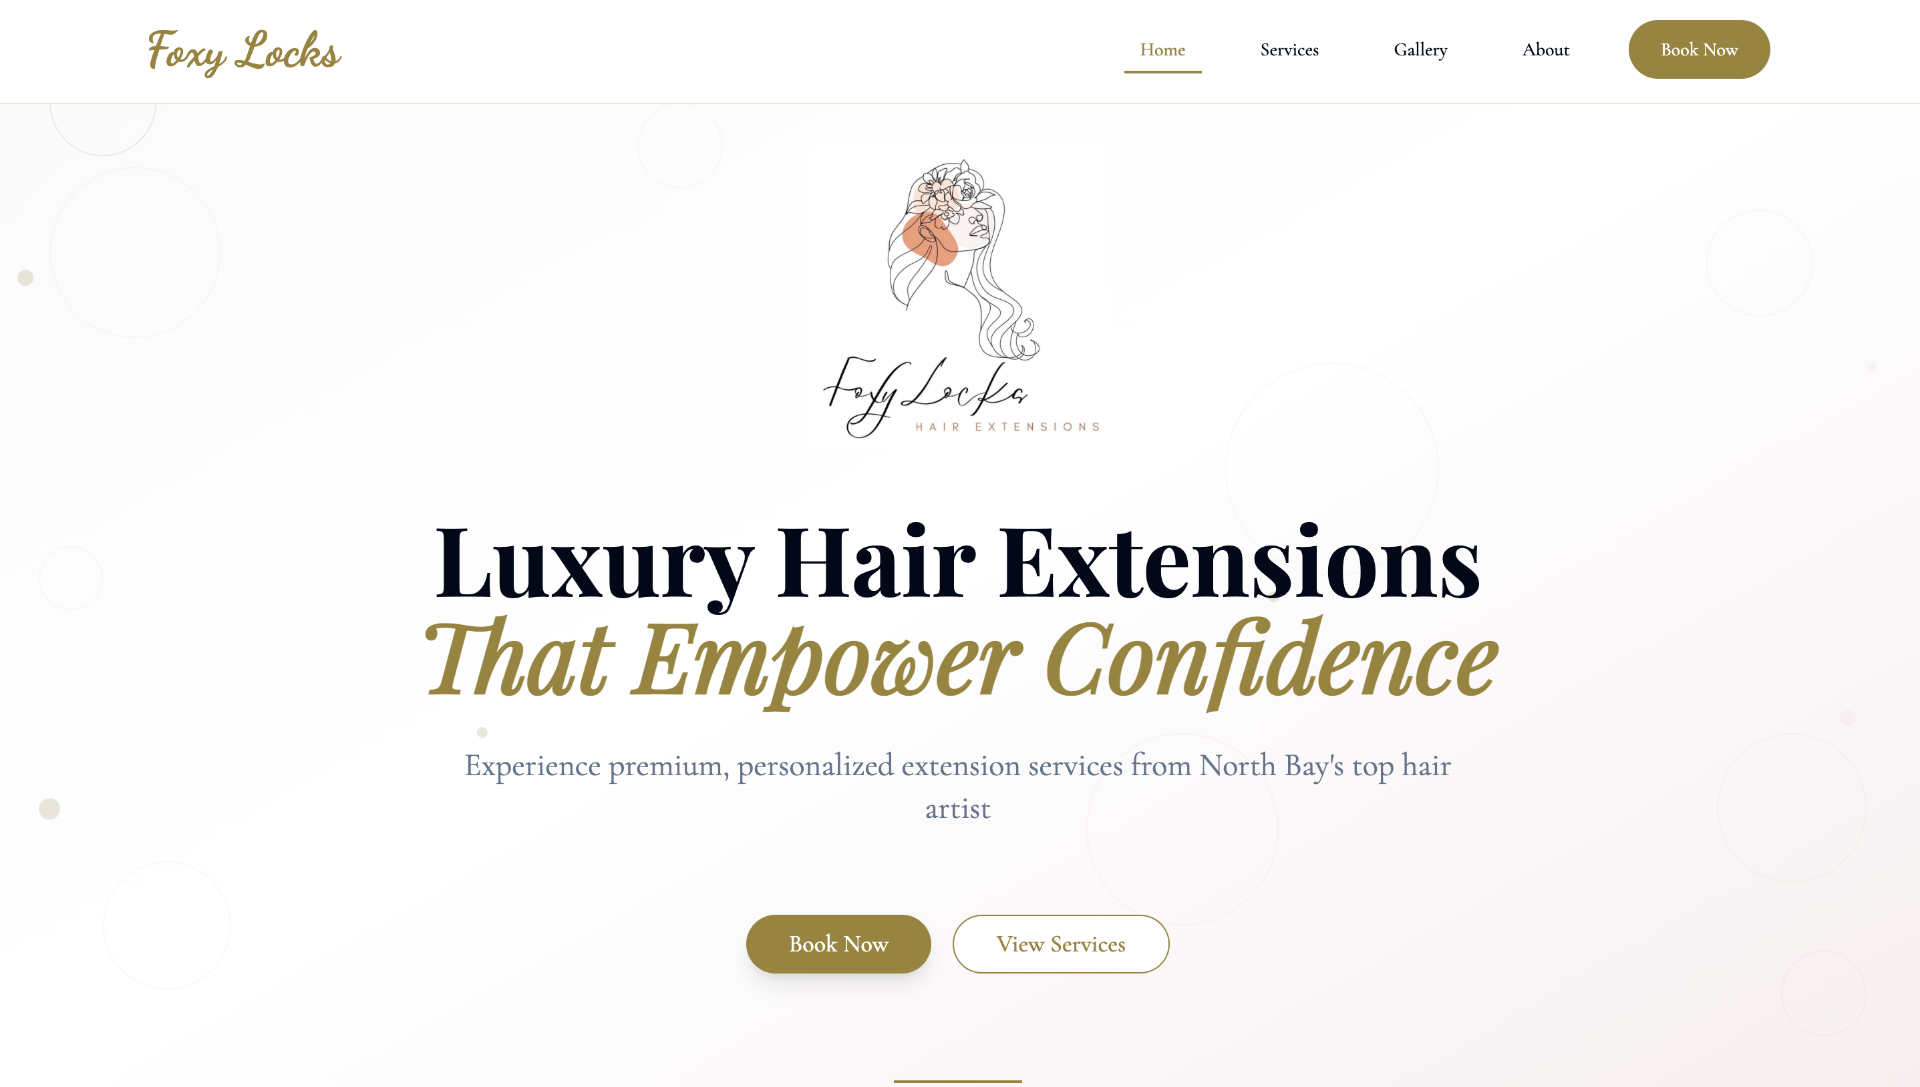 Foxy Locks
Home
Services
Gallery
About
Book Now
Foxy Locks
HAIR EXTENSIONS
Luxury Hair Extensions
That Empower Confidence
Experience premium, personalized extension services from North Bay's top hair
artist
Book Now
View Services